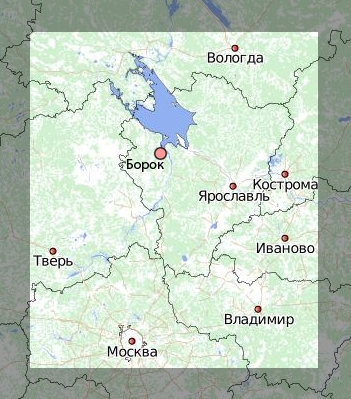 Вологда
Борок
Ярославль
Кострома
Иваново
Тверь
Владимир
Москва